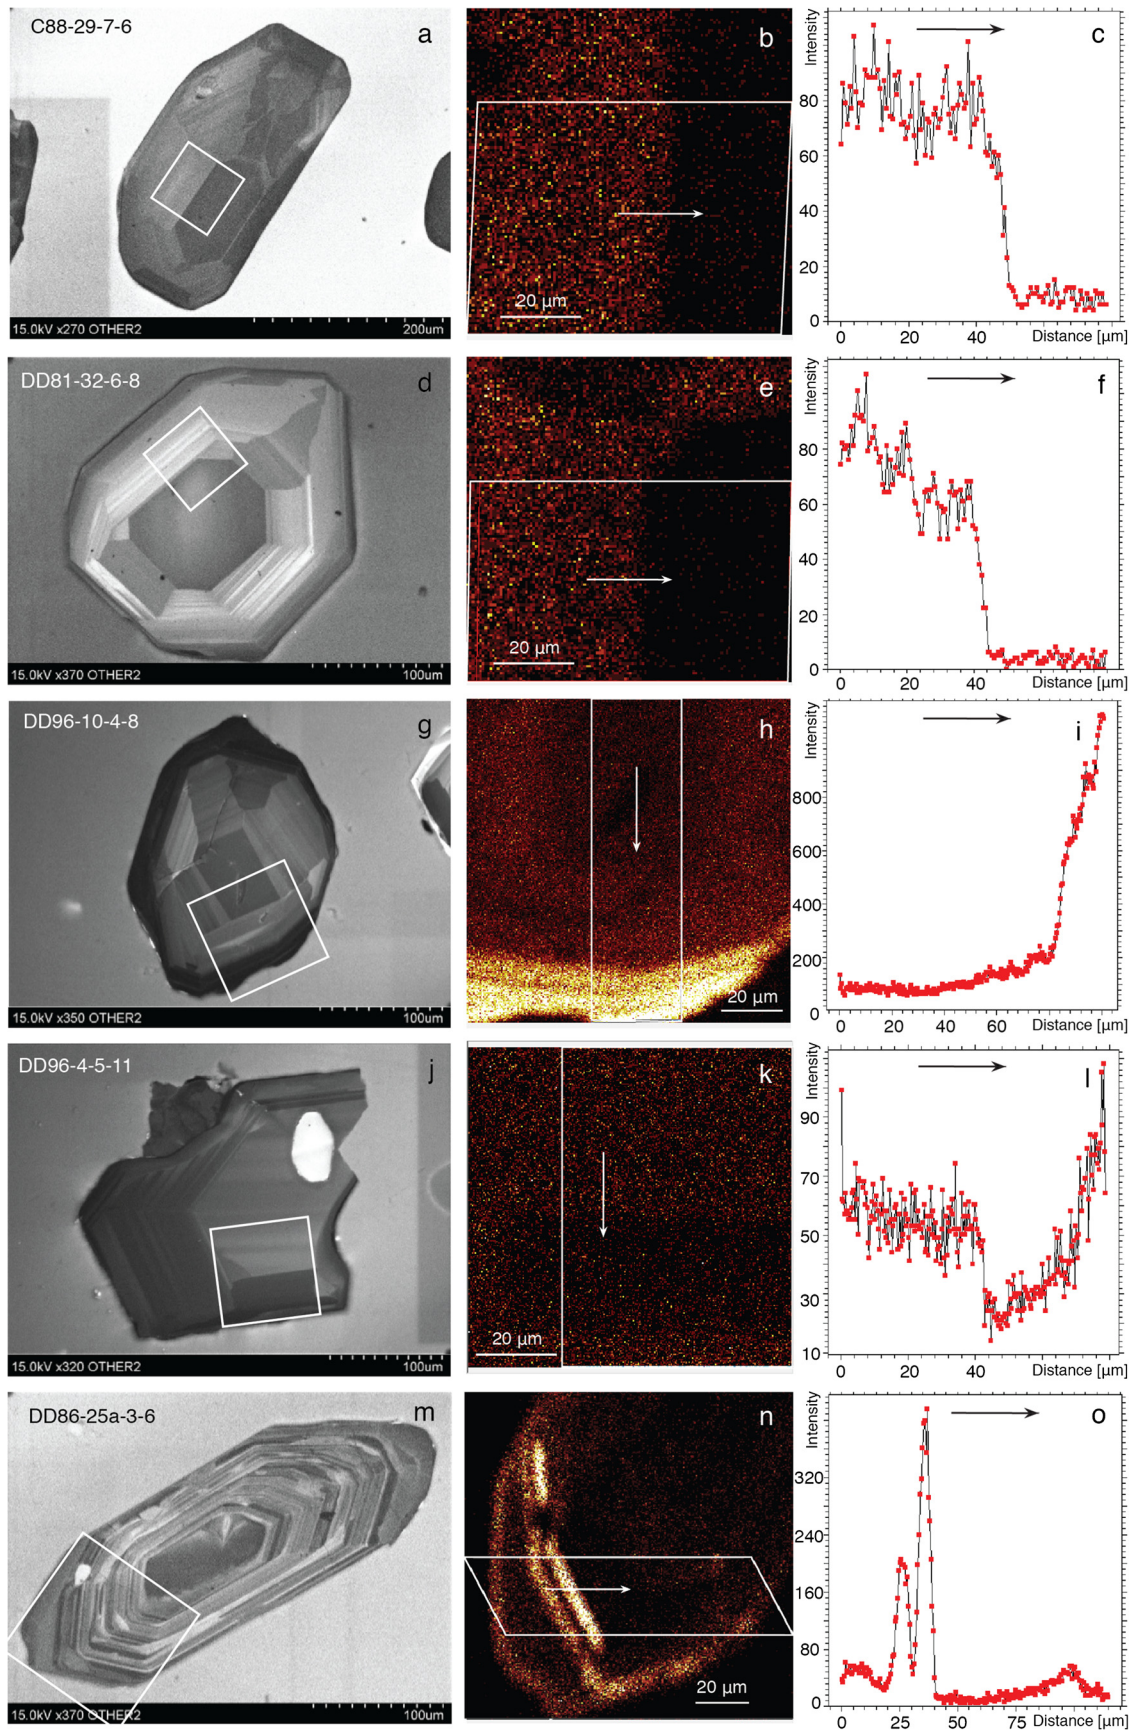 C88-29-7-6
a
15.0kV x270 OTHER2
200um
b
20 µm
c
Intensity
80
60
40
20
0
0
20
40
Distance [µm]
DD81-32-6-8
d
15.0kV x370 OTHER2
100um
e
20 µm
f
Intensity
80
60
40
20
0
0
20
40
Distance [µm]
DD96-10-4-8
g
15.0kV x350 OTHER2
100um
h
20 µm
i
Intensity
800
600
400
200
0
0
20
40
60
Distance [µm]
DD96-4-5-11
j
15.0kV x320 OTHER2
100um
k
20 µm
l
Intensity
90
70
50
30
10
0
20
40
60
Distance [µm]
DD86-25a-3-6
m
15.0kV x370 OTHER2
100um
n
20 µm
o
Intensity
320
240
160
80
0
0
25
50
75
Distance [µm]